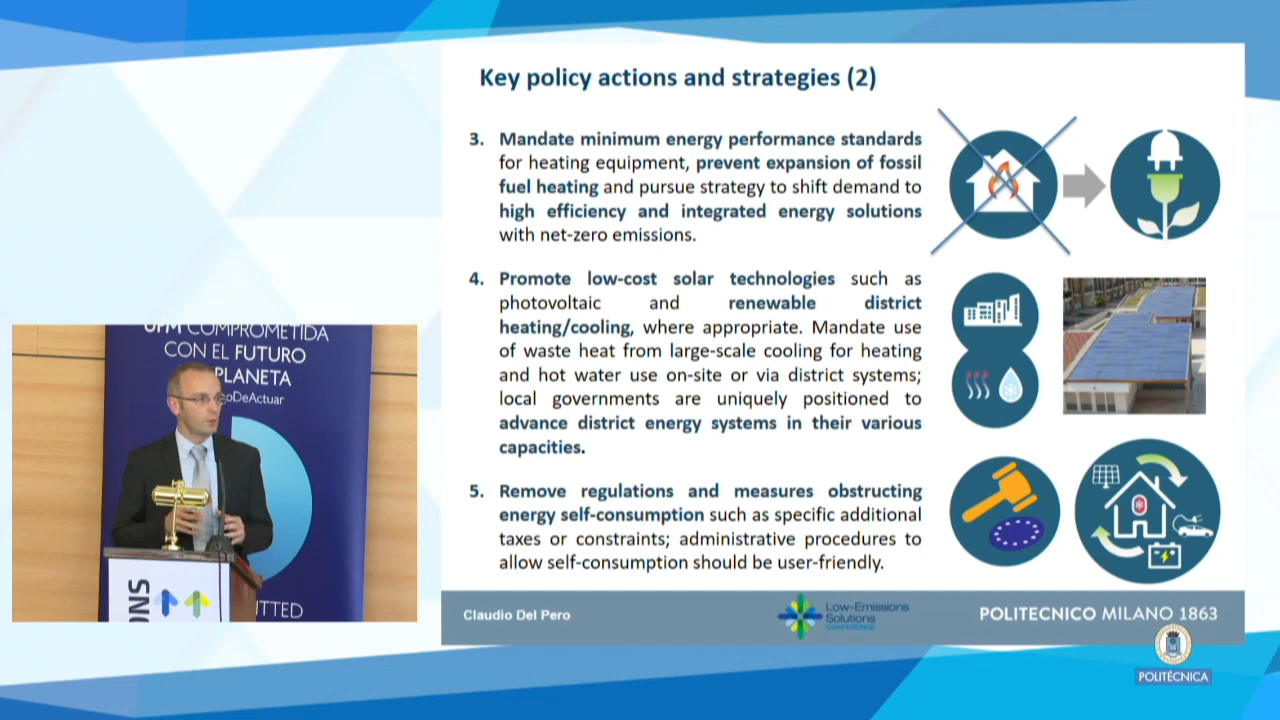 Key policy actions and strategies (2)
3. Mandate minimum energy performance standards
for heating equipment, prevent expansion of fossil
fuel heating and pursue strategy to shift demand to
high efficiency and integrated energy solutions
with net-zero emissions.
4. Promote low-cost solar technologies such as
photovoltaic and renewable district
heating/cooling, where appropriate. Mandate use
of waste heat from large-scale cooling for heating
and hot water use on-site or via district systems;
local governments are uniquely positioned to
advance district energy systems in their various
capacities.
5. Remove regulations and measures obstructing
energy self-consumption such as specific additional
taxes or constraints; administrative procedures to
allow self-consumption should be user-friendly.
Claudio Del Pero
Low-Emissions
Solutions
CONFERENCE
POLITECNICO MILANO 1863
POLITÉCNICA
UPM COMPROMETIDA
CON EL FUTURO
PLANETA
oDeActuar
ITTED
ONS